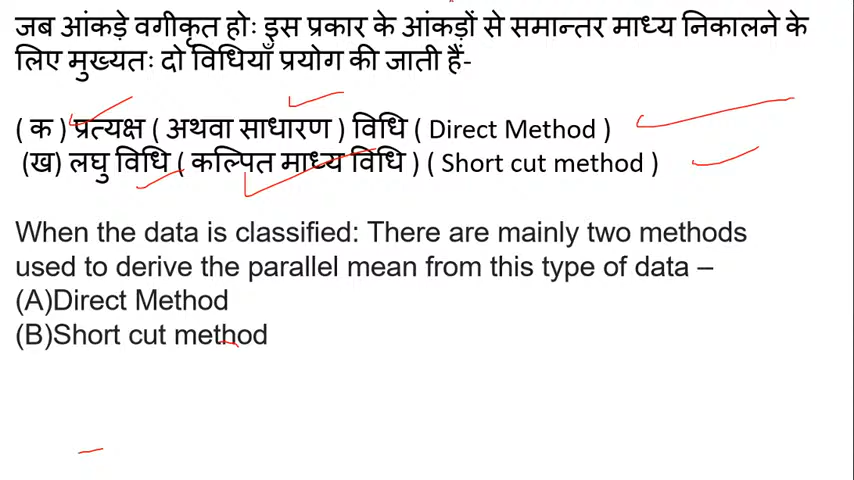 जब आंकड़े वगीकृत होः इस प्रकार के आंकड़ों से समान्तर माध्य निकालने के
लिए मुख्यतः दो विधियाँ प्रयोग की जाती हैं-
( क ) प्रत्यक्ष ( अथवा साधारण ) विधि ( Direct Method )
(ख) लघु विधि ( कल्पित माध्य विधि ) ( Short cut method )
When the data is classified: There are mainly two methods
used to derive the parallel mean from this type of data –
(A)Direct Method
(B)Short cut method